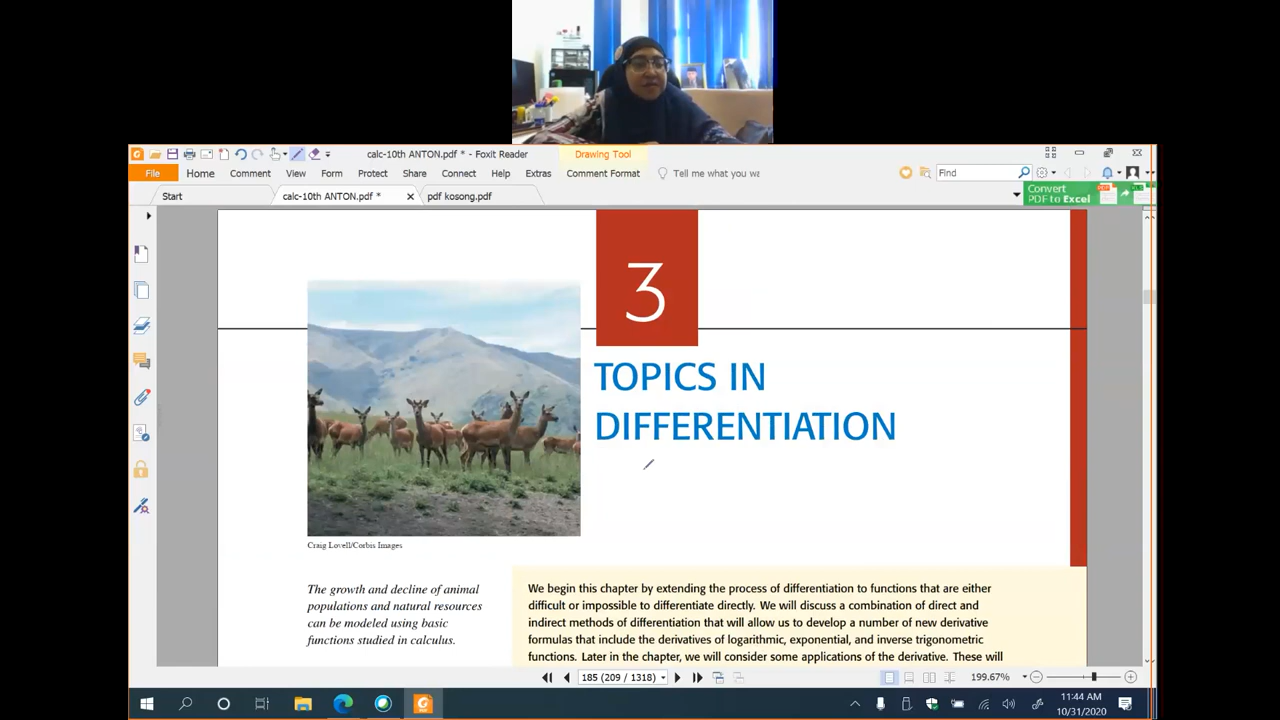 calc-10th ANTON.pdf * - Foxit Reader
Drawing Tool
File
Home
Comment
View
Form
Protect
Share
Connect
Help
Extras
Comment Format
Tell me what you wa
Find
Start
calc-10th ANTON.pdf *
pdf kosong.pdf
Convert
PDF to Excel
3
TOPICS IN
DIFFERENTIATION
Craig Lovell/Corbis Images
The growth and decline of animal
populations and natural resources
can be modeled using basic
functions studied in calculus.
We begin this chapter by extending the process of differentiation to functions that are either
difficult or impossible to differentiate directly. We will discuss a combination of direct and
indirect methods of differentiation that will allow us to develop a number of new derivative
formulas that include the derivatives of logarithmic, exponential, and inverse trigonometric
functions. Later in the chapter, we will consider some applications of the derivative. These will
185 (209 / 1318)
199.67%
11:44 AM
10/31/2020